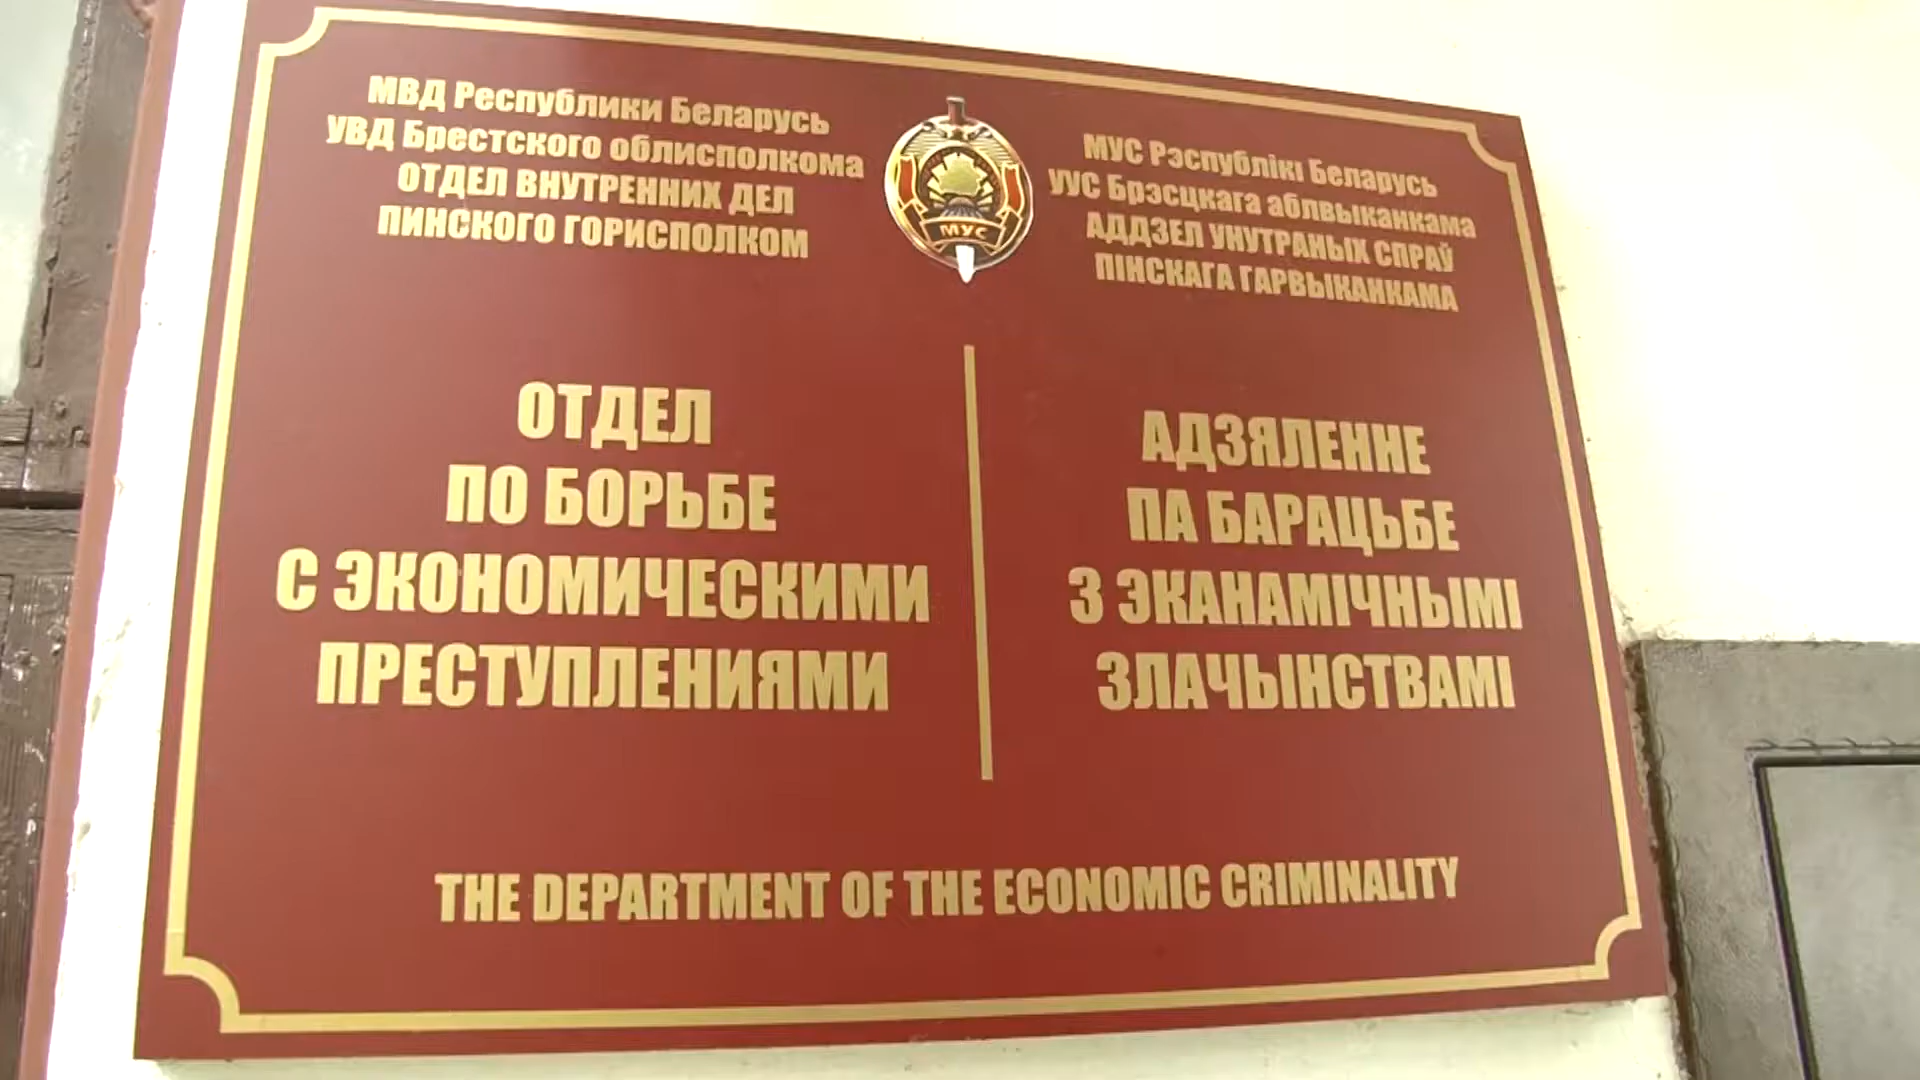 МВД Республики Беларусь
УВД Брестского облисполкома
ОТДЕЛ ВНУТРЕННИХ ДЕЛ
ПИНСКОГО ГОРИСПОЛКОМ
МУС
МУС Рэспублікі Беларусь
УУС Брэсцкага аблвыканкама
АДДЗЕЛ УНУТРАНЫХ СПРАЎ
ПІНСКАГА ГАРВЫКАНКАМА
ОТДЕЛ
ПО БОРЬБЕ
С ЭКОНОМИЧЕСКИМИ
ПРЕСТУПЛЕНИЯМИ
АДЗЯЛЕННЕ
ПА БАРАЦЬБЕ
З ЭКАНАМІЧНЫМІ
ЗЛАЧЫНСТВАМІ
THE DEPARTMENT OF THE ECONOMIC CRIMINALITY